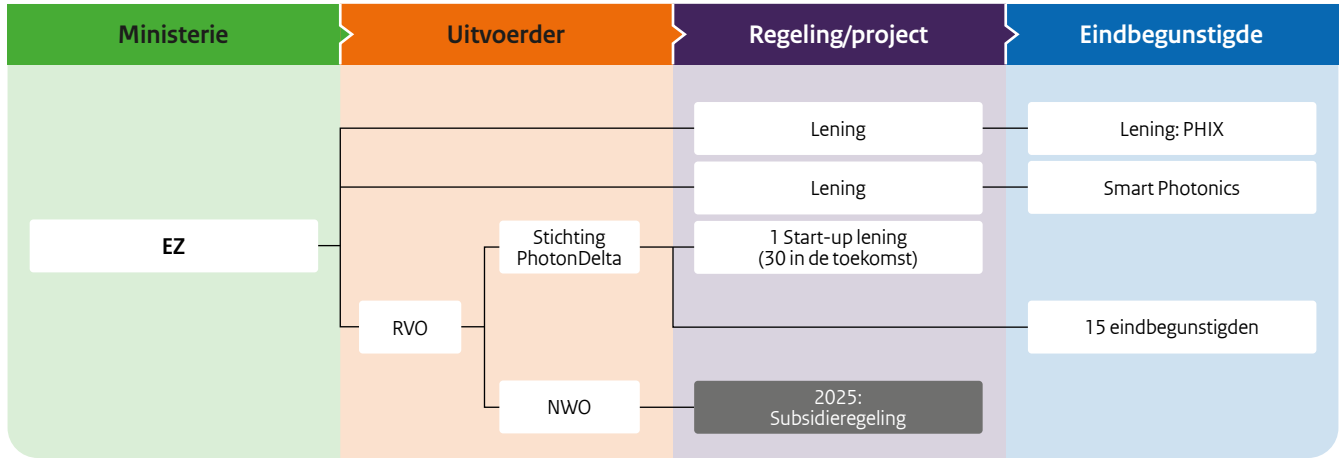 Ministerie
Uitvoerder
Regeling/project
Eindbegunstigde
Lening
Lening: PHIX
Lening
Smart Photonics
EZ
Stichting
PhotonDelta
1 Start-up lening
(30 in de toekomst)
RVO
15 eindbegunstigden
NWO
2025:
Subsidieregeling